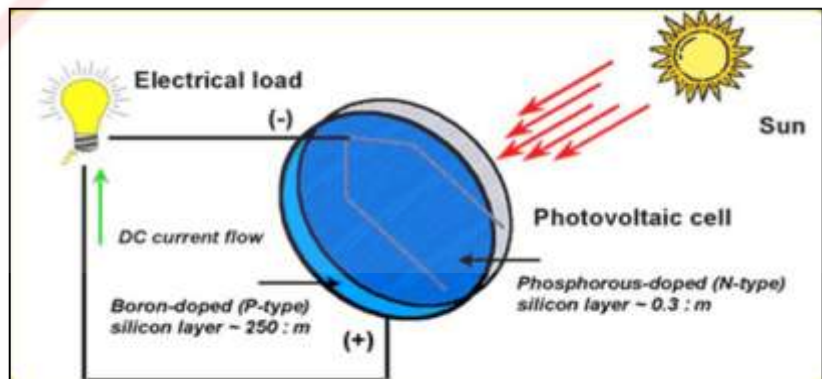 Electrical load
(-)
Sun
Photovoltaic cell
DC current flow
Phosphorous-doped (N-type)
silicon layer ~ 0.3 : m
Boron-doped (P-type)
silicon layer ~ 250 : m
(+)